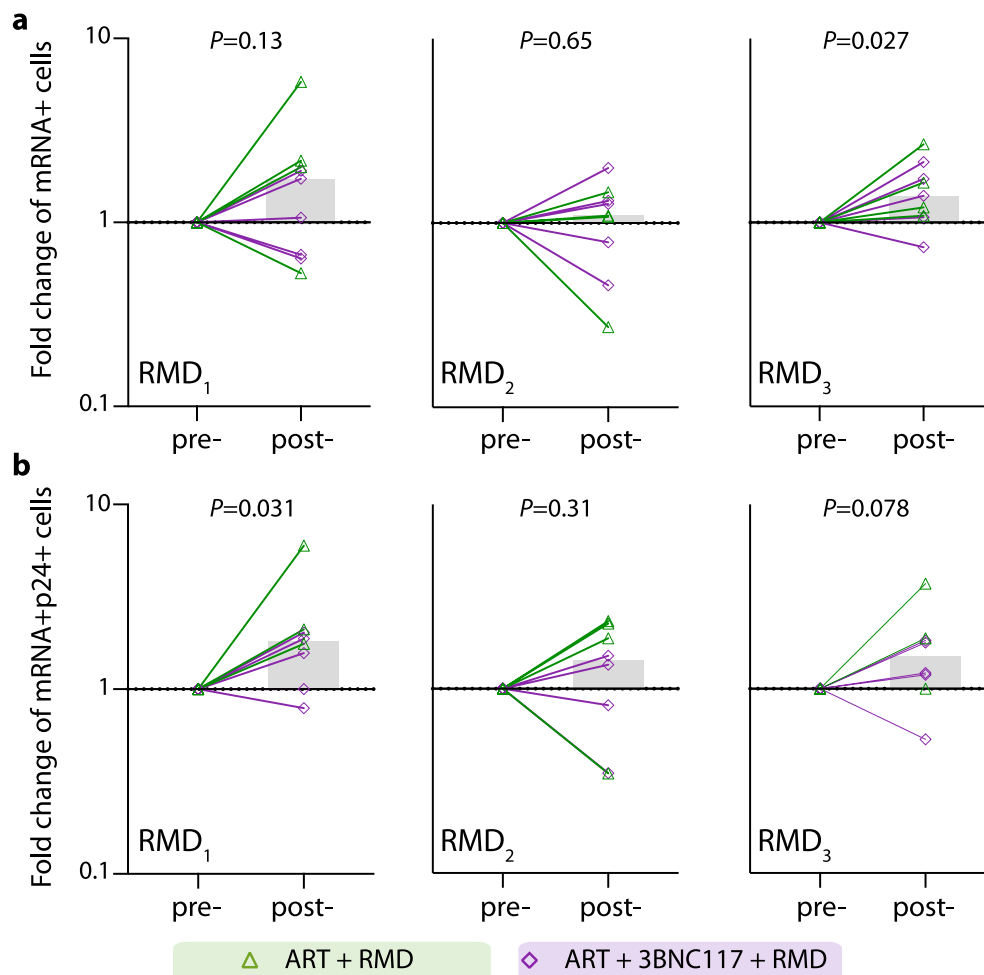 a
Fold change of mRNA+ cells
10
1
0.1
P=0.13
P=0.65
P=0.027
RMD1
RMD2
RMD3
pre- post- pre- post- pre- post-
b
Fold change of mRNA+p24+ cells
10
1
0.1
P=0.031
P=0.31
P=0.078
RMD1
RMD2
RMD3
pre- post- pre- post- pre- post-
ART + RMD
ART + 3BNC117 + RMD